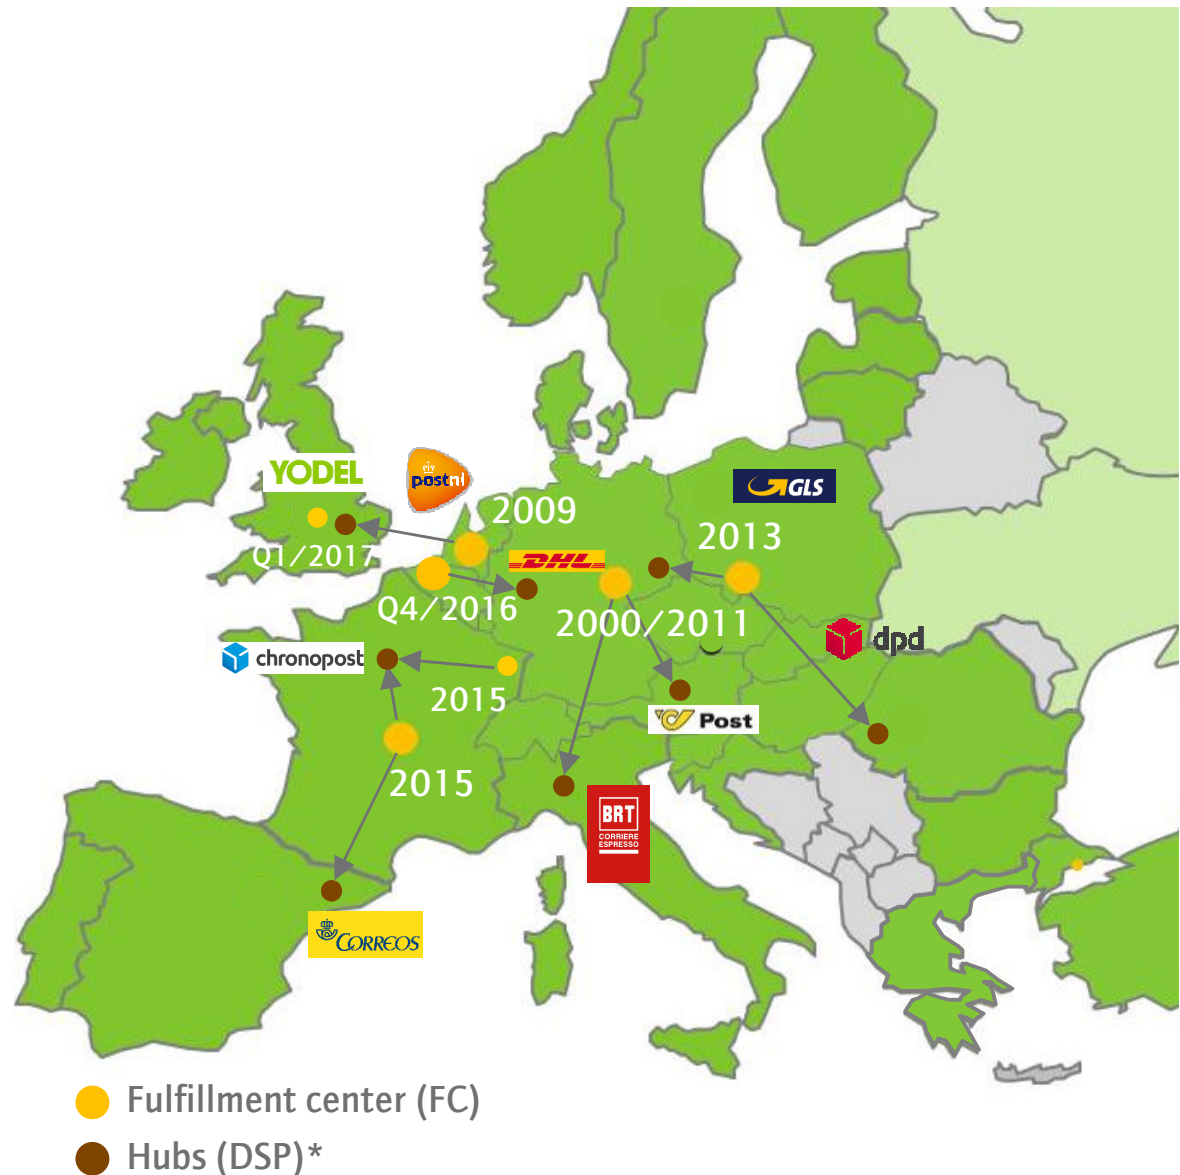 YODEL
postnl
GLS
2009
2013
Q1/2017
DHL
Q4/2016
2000/2011
dpd
chronopost
2015
Post
2015
BRT
CORRIERE
ESPRESSO
CORREOS
Fulfillment center (FC)
Hubs (DSP)*